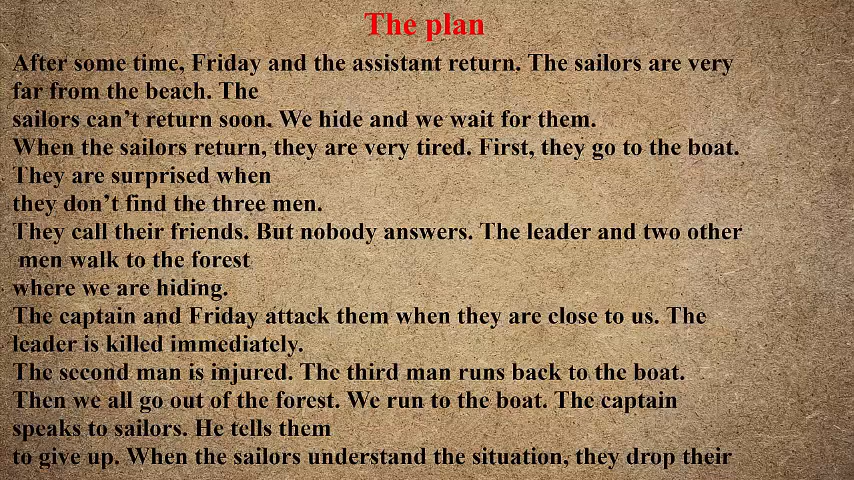 The plan
After some time, Friday and the assistant return. The sailors are very
far from the beach. The
sailors can't return soon. We hide and we wait for them.
When the sailors return, they are very tired. First, they go to the boat.
They are surprised when
they don't find the three men.
They call their friends. But nobody answers. The leader and two other
men walk to the forest
where we are hiding.
The captain and Friday attack them when they are close to us. The
leader is killed immediately.
The second man is injured. The third man runs back to the boat.
Then we all go out of the forest. We run to the boat. The captain
speaks to sailors. He tells them
to give up. When the sailors understand the situation, they drop their